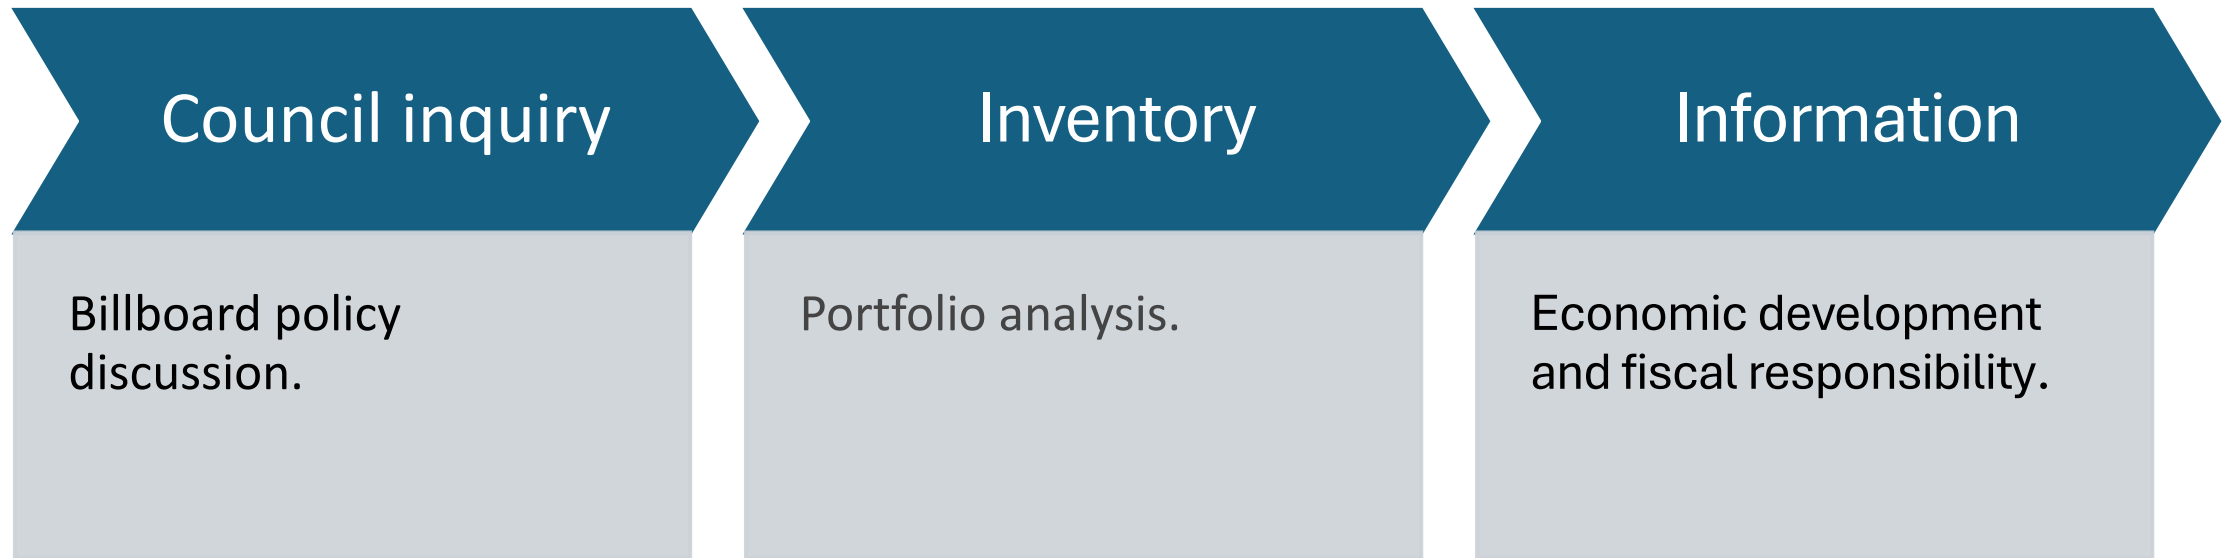 Council inquiry
Billboard policy
discussion.
Inventory
Portfolio analysis.
Information
Economic development
and fiscal responsibility.